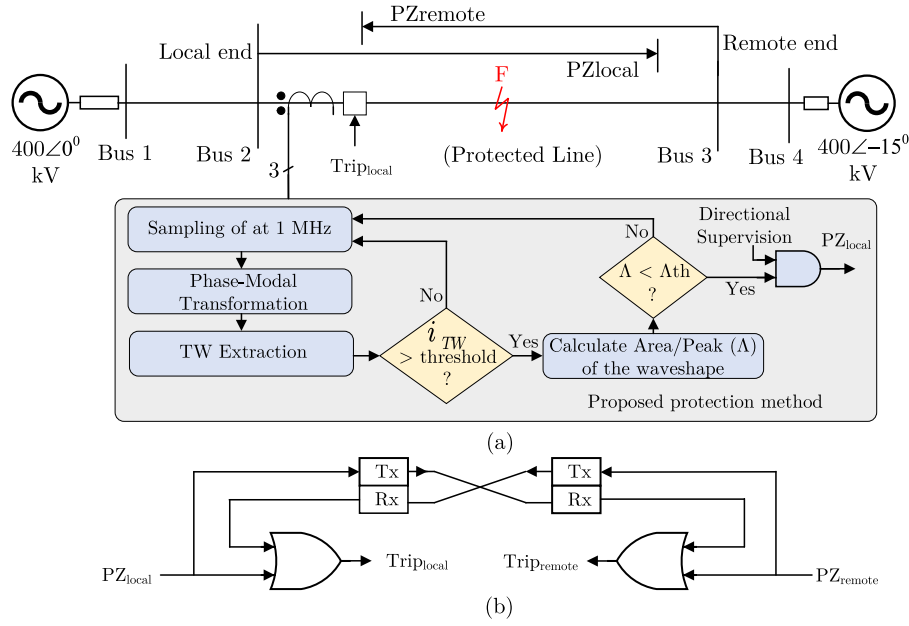 PZremote
Local end
Remote end
PZlocal
F
400∠0⁰
kV
Bus 1
Bus 2
3
Trip_local
(Protected Line)
Bus 3
Bus 4
400∠−15⁰
kV
Sampling of at 1 MHz
Phase-Modal
Transformation
TW Extraction
No
i_TW
> threshold
?
Yes
Calculate Area/Peak (Λ)
of the waveshape
No
Λ < Λth
?
Yes
Directional
Supervision
PZ_local
Proposed protection method
(a)
Tx
Rx
Tx
Rx
PZ_local
Trip_local
Trip_remote
PZ_remote
(b)